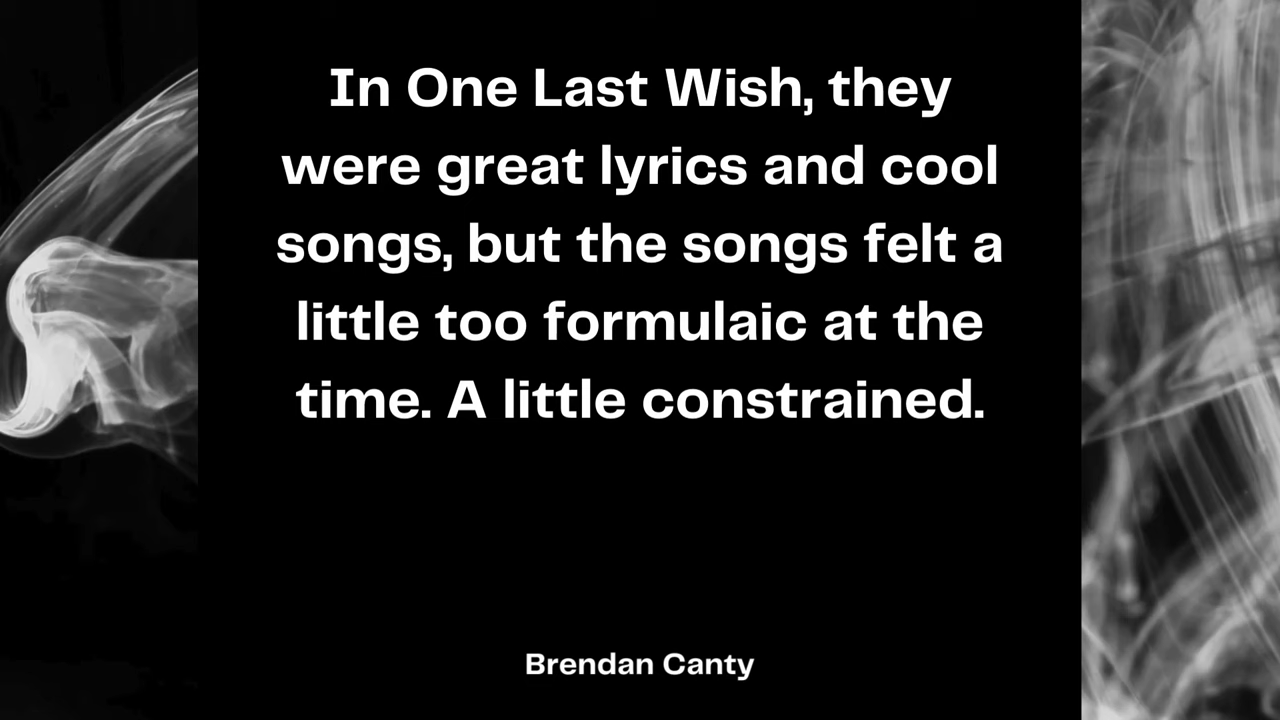 In One Last Wish, they
were great lyrics and cool
songs, but the songs felt a
little too formulaic at the
time. A little constrained.
Brendan Canty